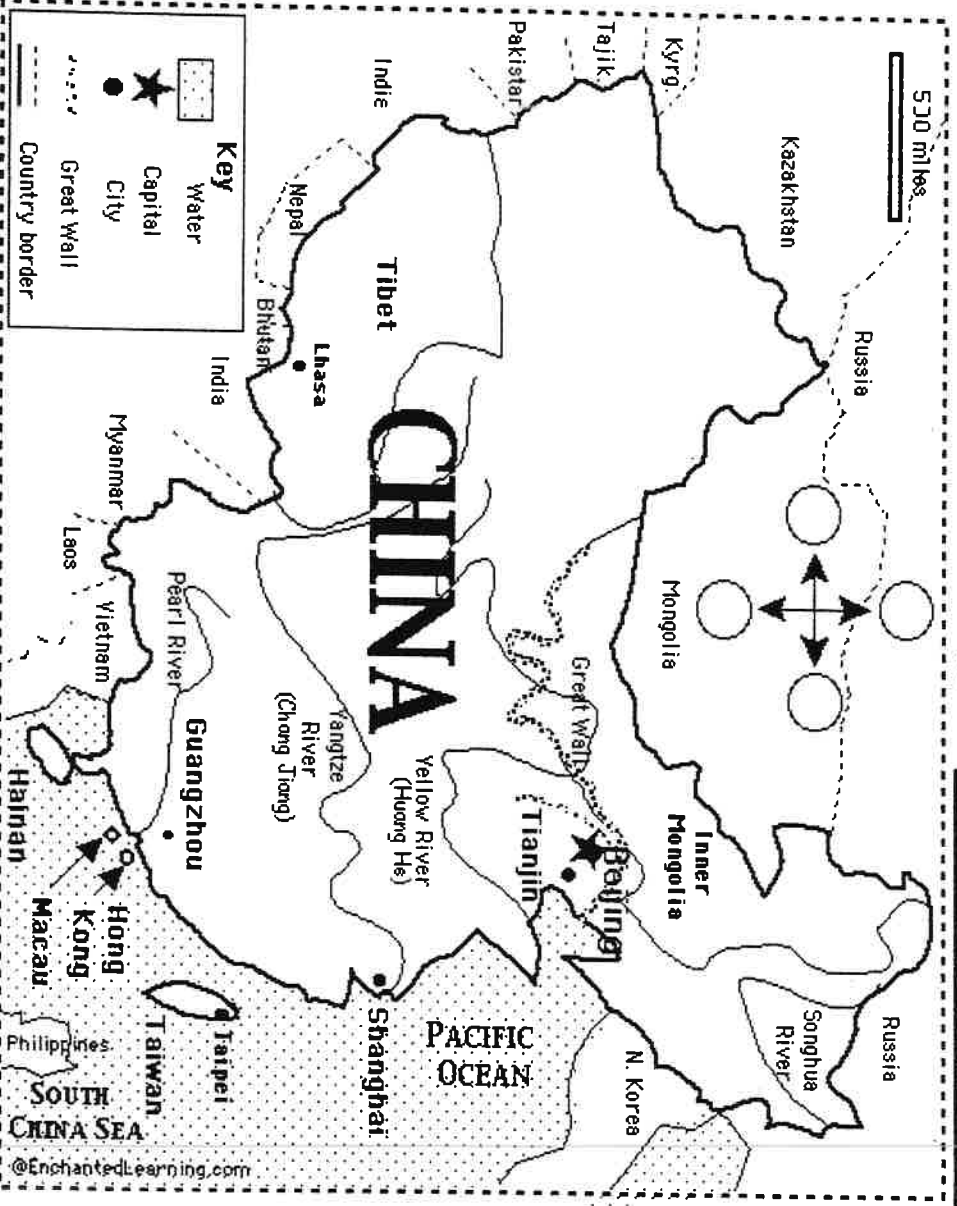 500 miles
Kazakhstan
Russia
Kyrg.
Tajik.
Pakistan
India
Mongolia
Russia
Songhua
River
Inner
Mongolia
Great Wall
Beijing
Tianjin
N. Korea
CHINA
Tibet
Lhasa
Nepal
Bhutan
India
Yellow River
(Huang He)
Yangtze
River
(Chang Jiang)
PACIFIC
OCEAN
Shanghai
Myanmar
Laos
Vietnam
Pearl River
Guangzhou
Hong
Kong
Macau
Hainan
Taipei
Taiwan
Philippines
SOUTH
CHINA SEA
Key
Water
Capital
City
Great Wall
Country border
@EnchantedLearning.com